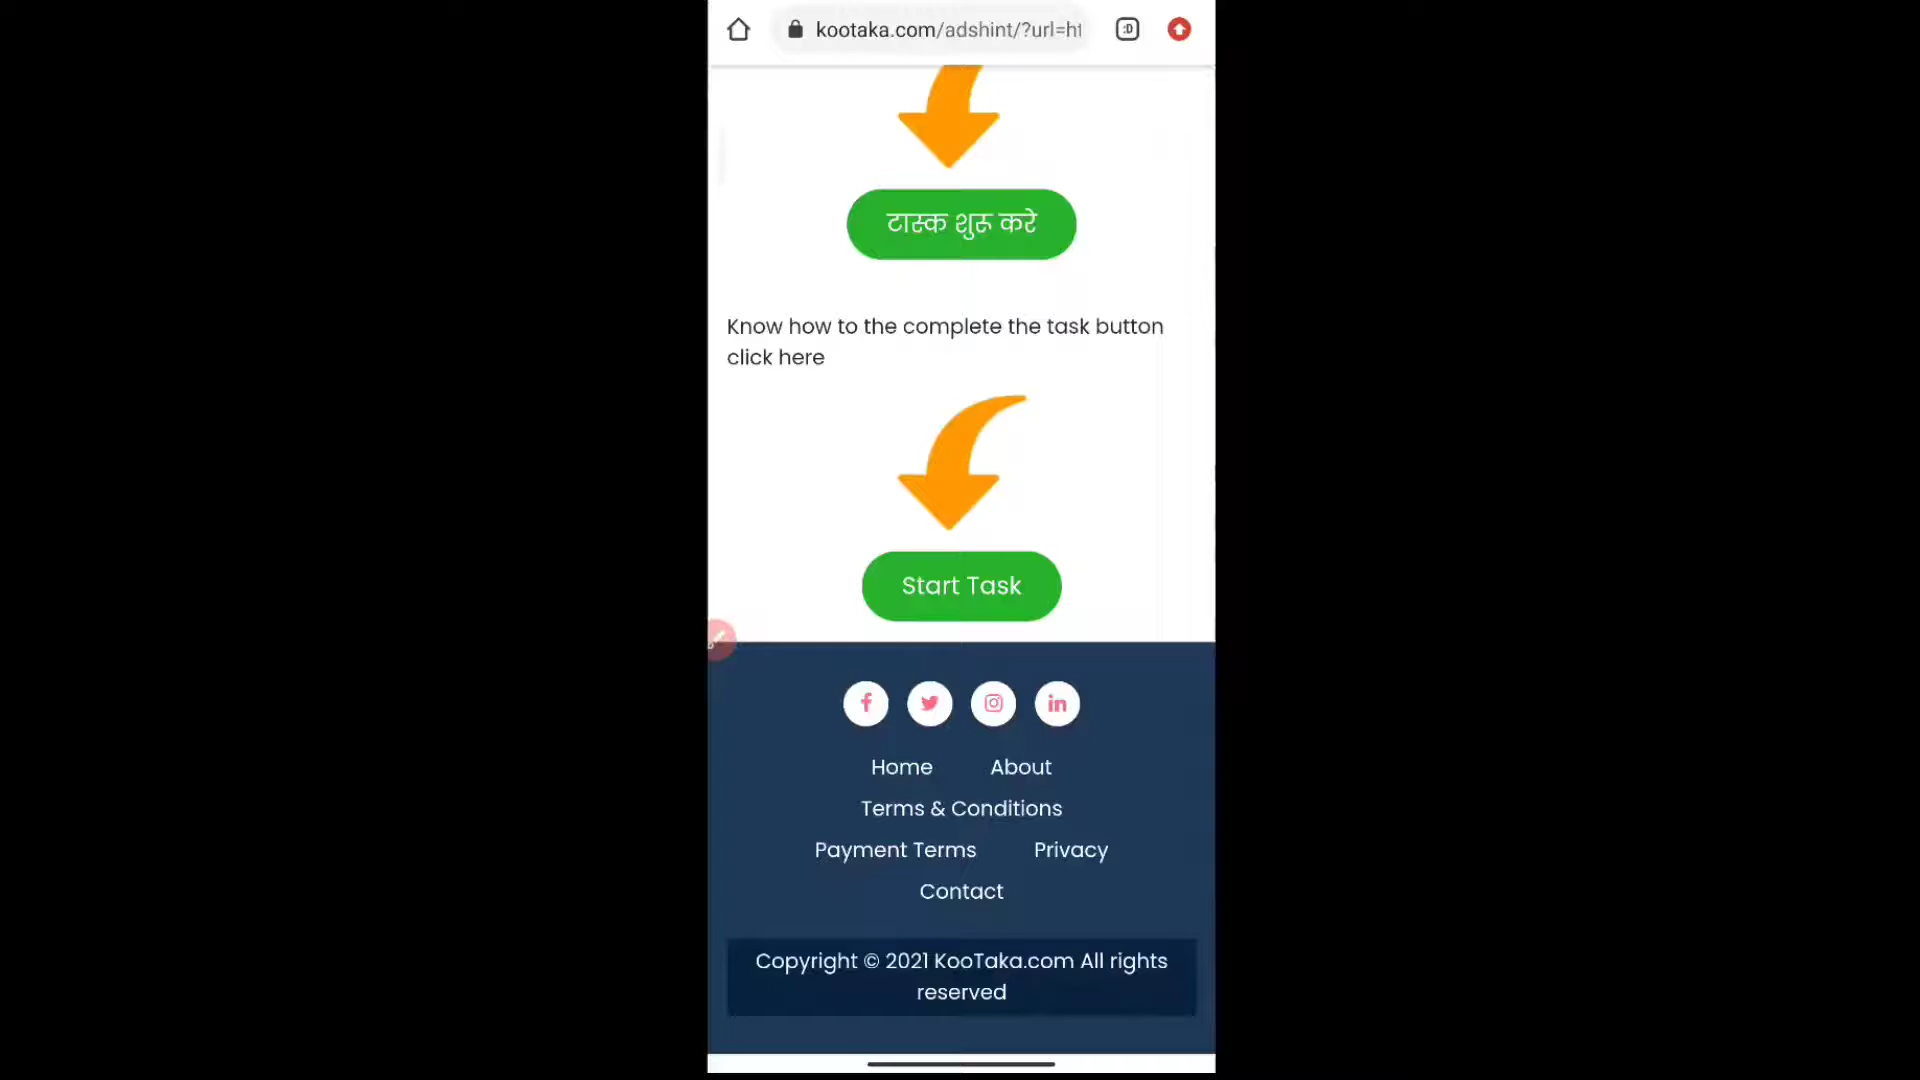 kootaka.com/adshint/?url=ht
:D
टास्क शुरू करे
Know how to the complete the task button
click here
Start Task
Home About
Terms & Conditions
Payment Terms Privacy
Contact
Copyright © 2021 KooTaka.com All rights
reserved